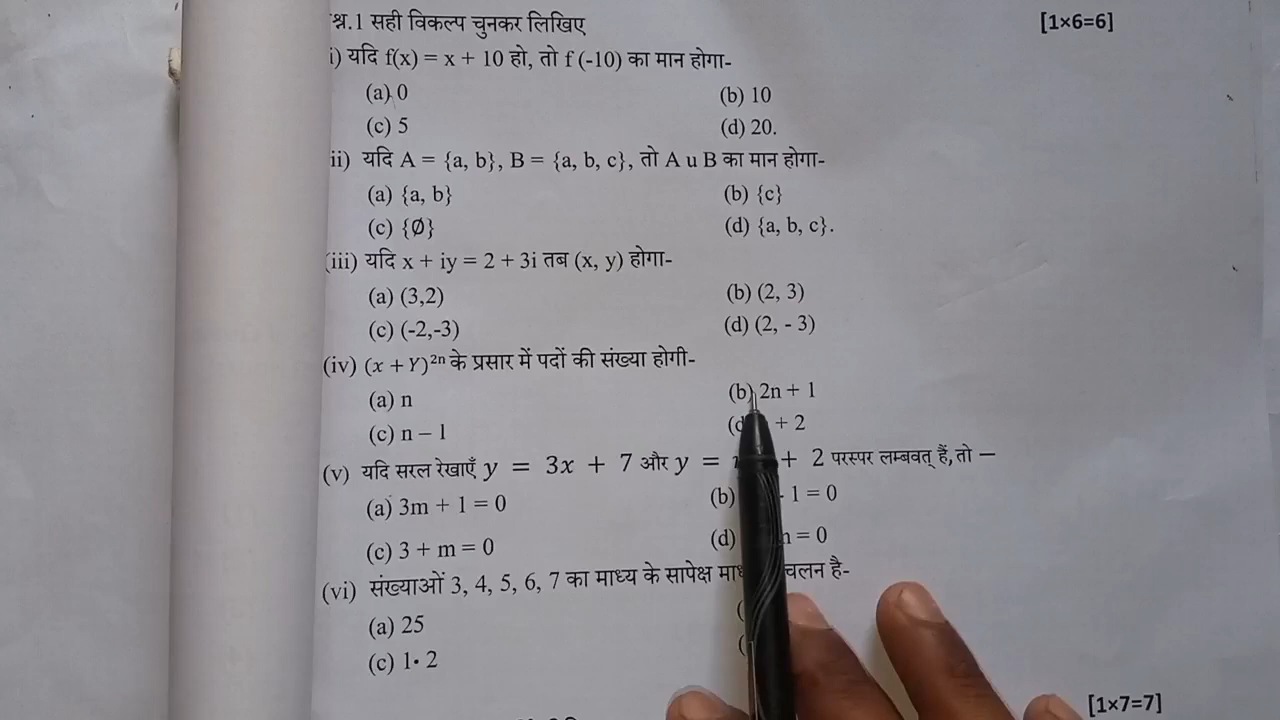 श्न.1 सही विकल्प चुनकर लिखिए [1×6=6]
i) यदि f(x) = x + 10 हो, तो f (-10) का मान होगा-
(a) 0 (b) 10
(c) 5 (d) 20.
ii) यदि A = {a, b}, B = {a, b, c}, तो A u B का मान होगा-
(a) {a, b} (b) {c}
(c) {Ø} (d) {a, b, c}.
(iii) यदि x + iy = 2 + 3i तब (x, y) होगा-
(a) (3,2) (b) (2, 3)
(c) (-2,-3) (d) (2, - 3)
(iv) (x + Y)²ⁿ के प्रसार में पदों की संख्या होगी-
(a) n (b) 2n + 1
(c) n – 1 + 2
(v) यदि सरल रेखाएँ y = 3x + 7 और y = + 2 परस्पर लम्बवत् हैं, तो —
(a) 3m + 1 = 0 (b) 1 = 0
(c) 3 + m = 0 (d) = 0
(vi) संख्याओं 3, 4, 5, 6, 7 का माध्य के सापेक्ष
(a) 25
(c) 1· 2
[1×7=7]